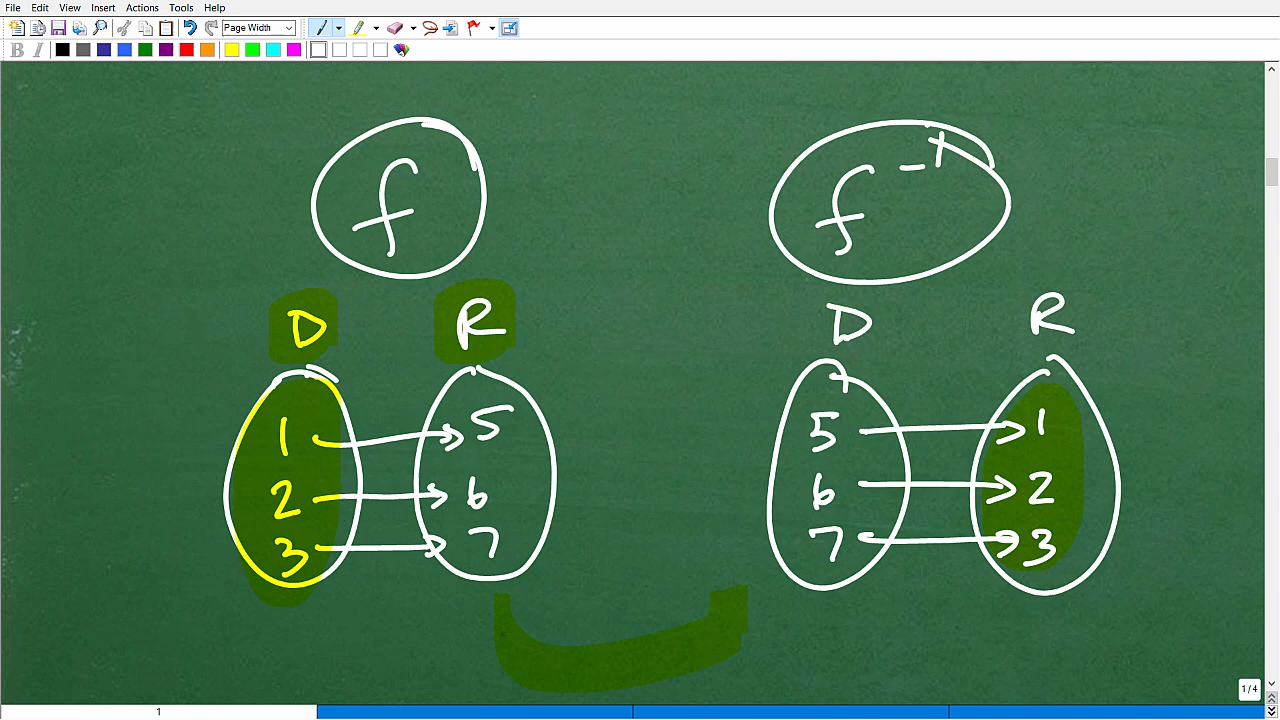 File Edit View Insert Actions Tools Help
Page Width
B I
f f⁻¹
D R D R
1 5 5 1
2 6 6 2
3 7 7 3
1/4
1